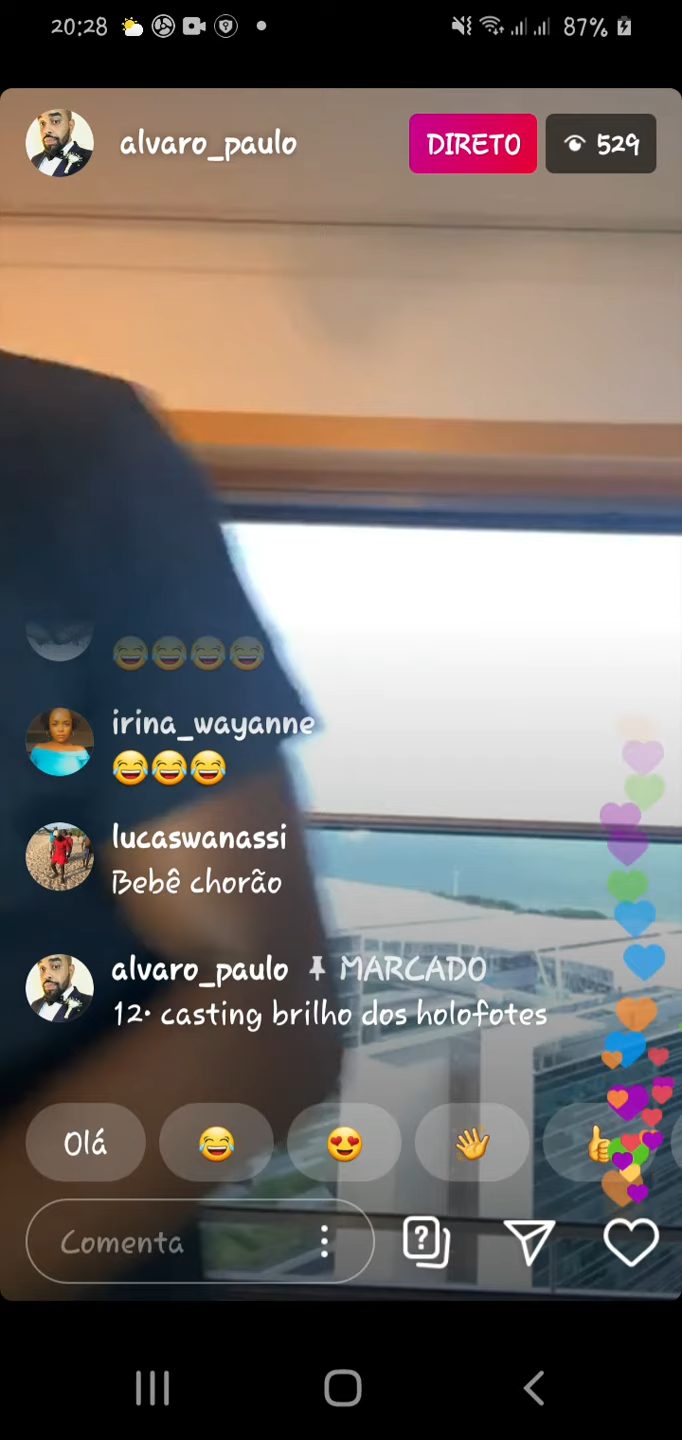 20:28
87%
alvaro_paulo
DIRETO
529
😂😂😂😂
irina_wayanne
😂😂😂
lucaswanassi
Bebê chorão
alvaro_paulo MARCADO
12• casting brilho dos holofotes
Olá
Comenta